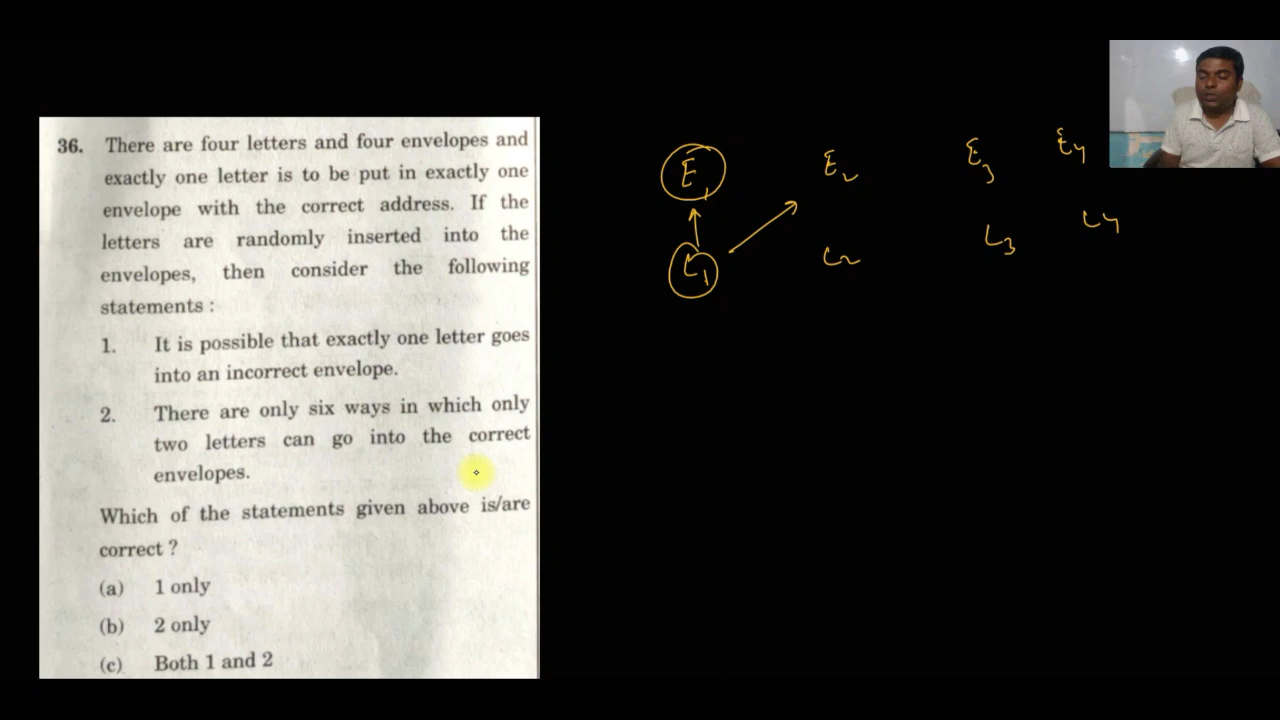 36. There are four letters and four envelopes and
exactly one letter is to be put in exactly one
envelope with the correct address. If the
letters are randomly inserted into the
envelopes, then consider the following
statements :
1. It is possible that exactly one letter goes
into an incorrect envelope.
2. There are only six ways in which only
two letters can go into the correct
envelopes.
Which of the statements given above is/are
correct ?
(a) 1 only
(b) 2 only
(c) Both 1 and 2
E1 E2 E3 E4
L1 L2 L3 L4